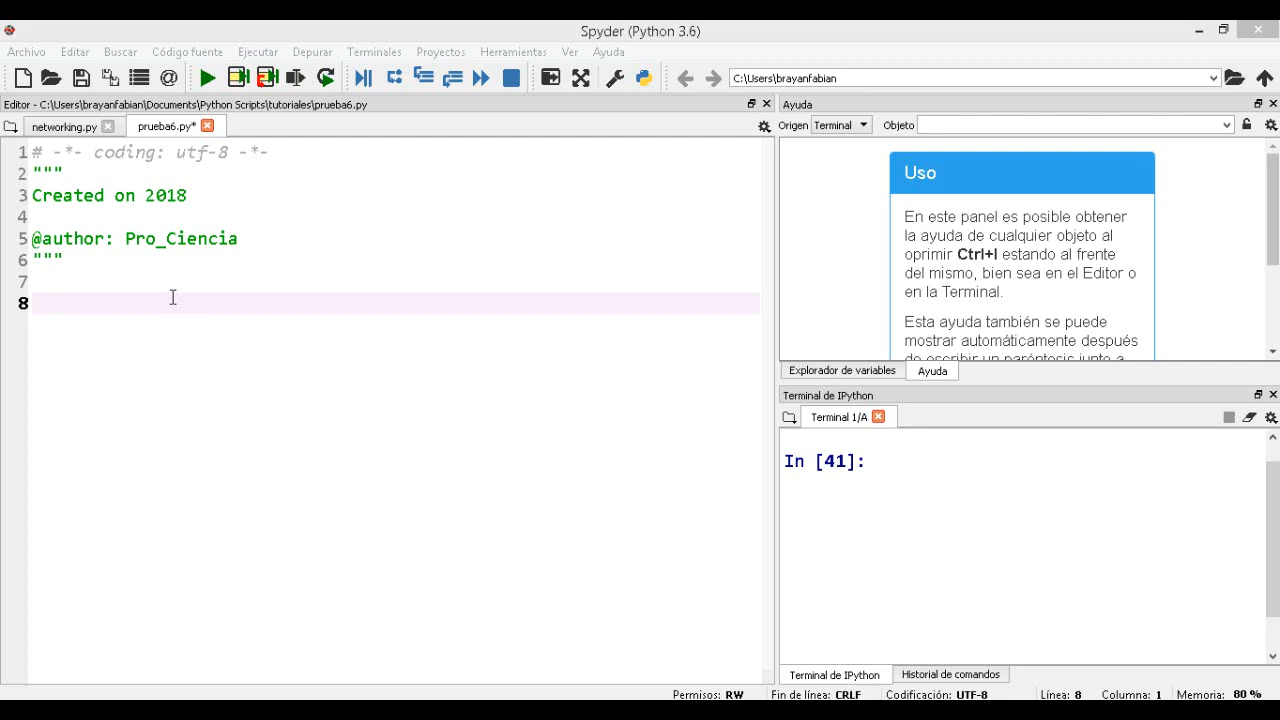 Spyder (Python 3.6)
Archivo Editar Buscar Código fuente Ejecutar Depurar Terminales Proyectos Herramientas Ver Ayuda
C:\Users\brayanfabian
Editor - C:\Users\brayanfabian\Documents\Python Scripts\tutoriales\prueba6.py
networking.py prueba6.py*
1 # -*- coding: utf-8 -*-
2 """
3 Created on 2018
4
5 @author: Pro_Ciencia
6 """
7
8
Ayuda
Origen Terminal Objeto
Uso
En este panel es posible obtener
la ayuda de cualquier objeto al
oprimir Ctrl+I estando al frente
del mismo, bien sea en el Editor o
en la Terminal.
Esta ayuda también se puede
mostrar automáticamente después
de escribir un paréntesis junto a
Explorador de variables Ayuda
Terminal de IPython
Terminal 1/A
In [41]:
Terminal de IPython Historial de comandos
Permisos: RW Fin de línea: CRLF Codificación: UTF-8 Línea: 8 Columna: 1 Memoria: 80 %